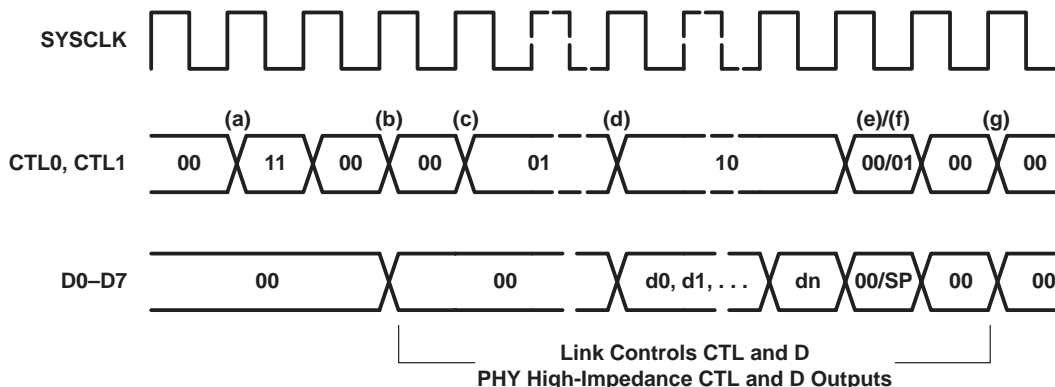 SYSCLK
(a) (b) (c) (d) (e)/(f) (g)
CTL0, CTL1 00 11 00 00 01 10 00/01 00 00
D0–D7 00 00 d0, d1, . . . dn 00/SP 00 00
Link Controls CTL and D
PHY High-Impedance CTL and D Outputs